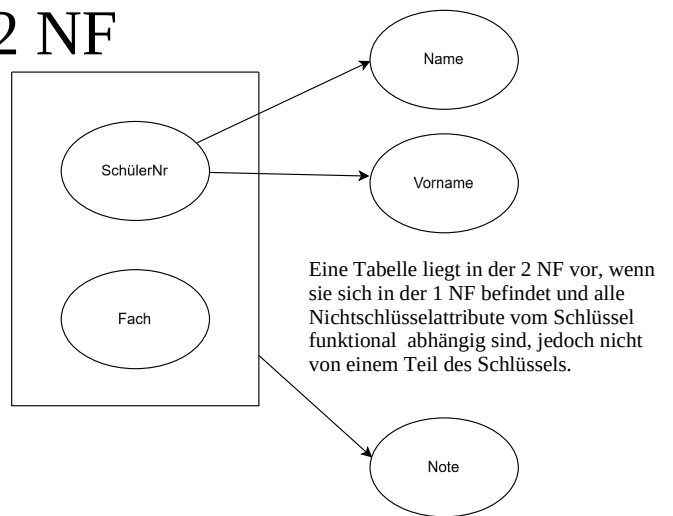 2 NF
Name
SchülerNr
Vorname
Eine Tabelle liegt in der 2 NF vor, wenn
sie sich in der 1 NF befindet und alle
Nichtschlüsselattribute vom Schlüssel
funktional abhängig sind, jedoch nicht
von einem Teil des Schlüssels.
Fach
Note